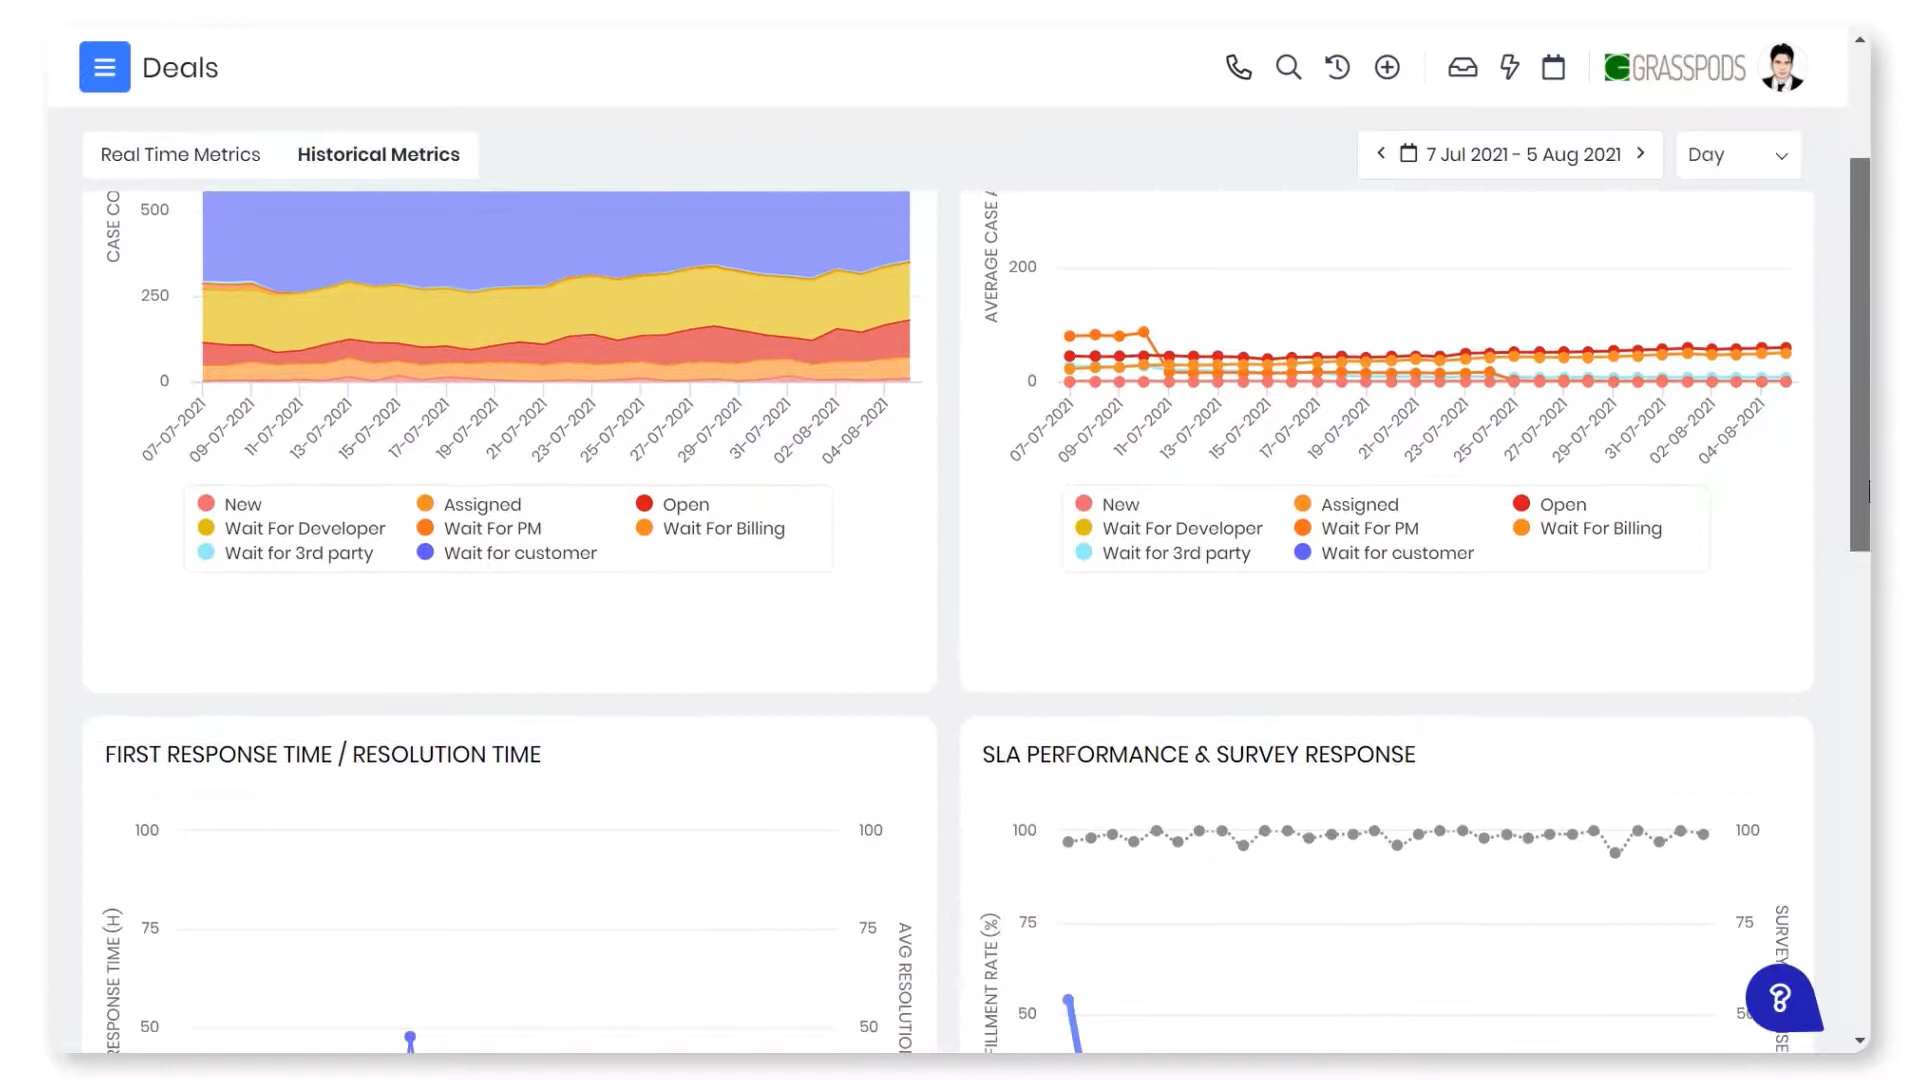 Deals
GRASSPODS
Real Time Metrics
Historical Metrics
7 Jul 2021 - 5 Aug 2021
Day
CASE CO
500
250
0
07-07-2021
09-07-2021
11-07-2021
13-07-2021
15-07-2021
17-07-2021
19-07-2021
21-07-2021
23-07-2021
25-07-2021
27-07-2021
29-07-2021
31-07-2021
02-08-2021
04-08-2021
New
Assigned
Open
Wait For Developer
Wait For PM
Wait For Billing
Wait for 3rd party
Wait for customer
AVERAGE CASE
200
0
07-07-2021
09-07-2021
11-07-2021
13-07-2021
15-07-2021
17-07-2021
19-07-2021
21-07-2021
23-07-2021
25-07-2021
27-07-2021
29-07-2021
31-07-2021
02-08-2021
04-08-2021
New
Assigned
Open
Wait For Developer
Wait For PM
Wait For Billing
Wait for 3rd party
Wait for customer
FIRST RESPONSE TIME / RESOLUTION TIME
100
75
50
RESPONSE TIME (H)
100
75
50
AVG RESOLUTIO
SLA PERFORMANCE & SURVEY RESPONSE
100
75
50
FILLMENT RATE (%)
100
75
SURVEY